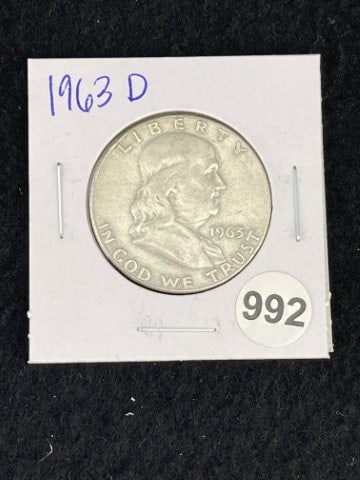 1963 D
LIBERTY
1963
IN GOD WE TRUST
992